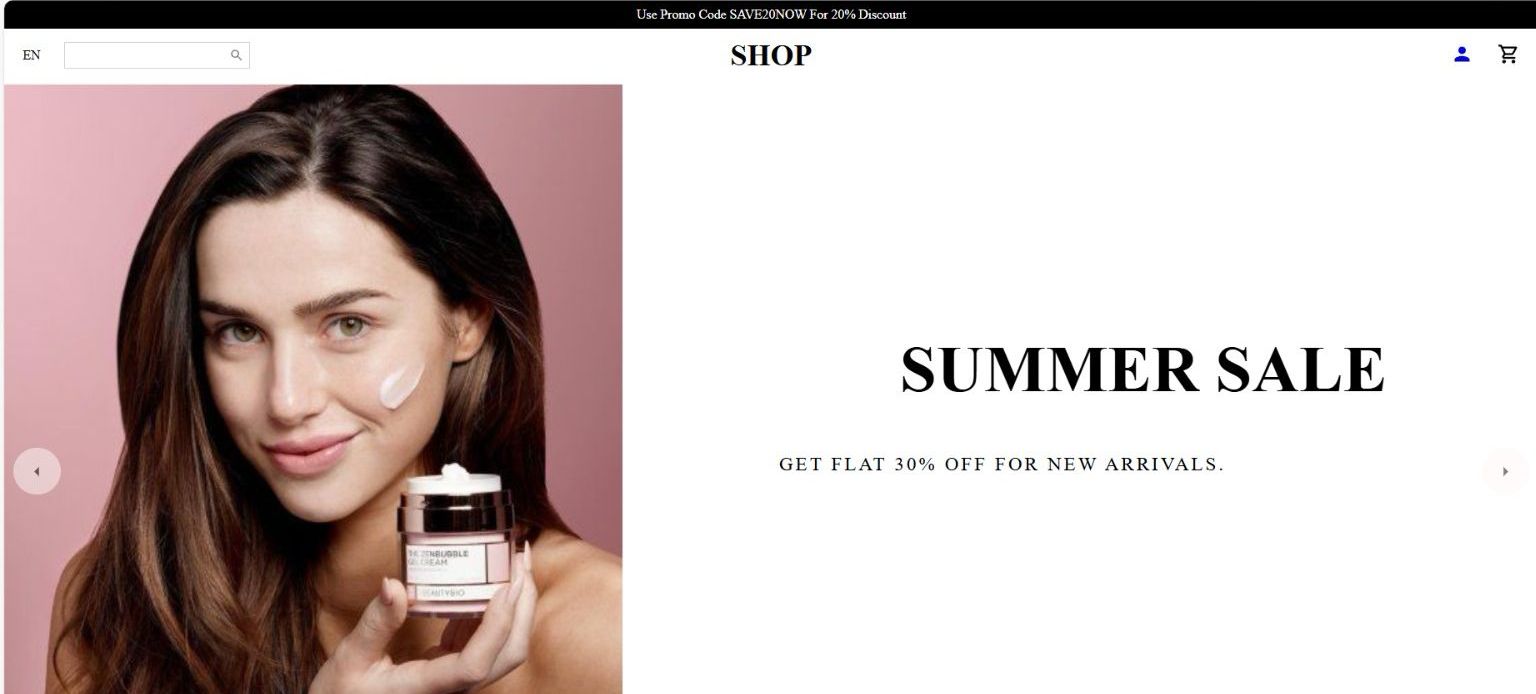 Use Promo Code SAVE20NOW For 20% Discount
EN
SHOP
SUMMER SALE
GET FLAT 30% OFF FOR NEW ARRIVALS.
THE ZENBUBBLE
GEL CREAM
BEAUTYBIO